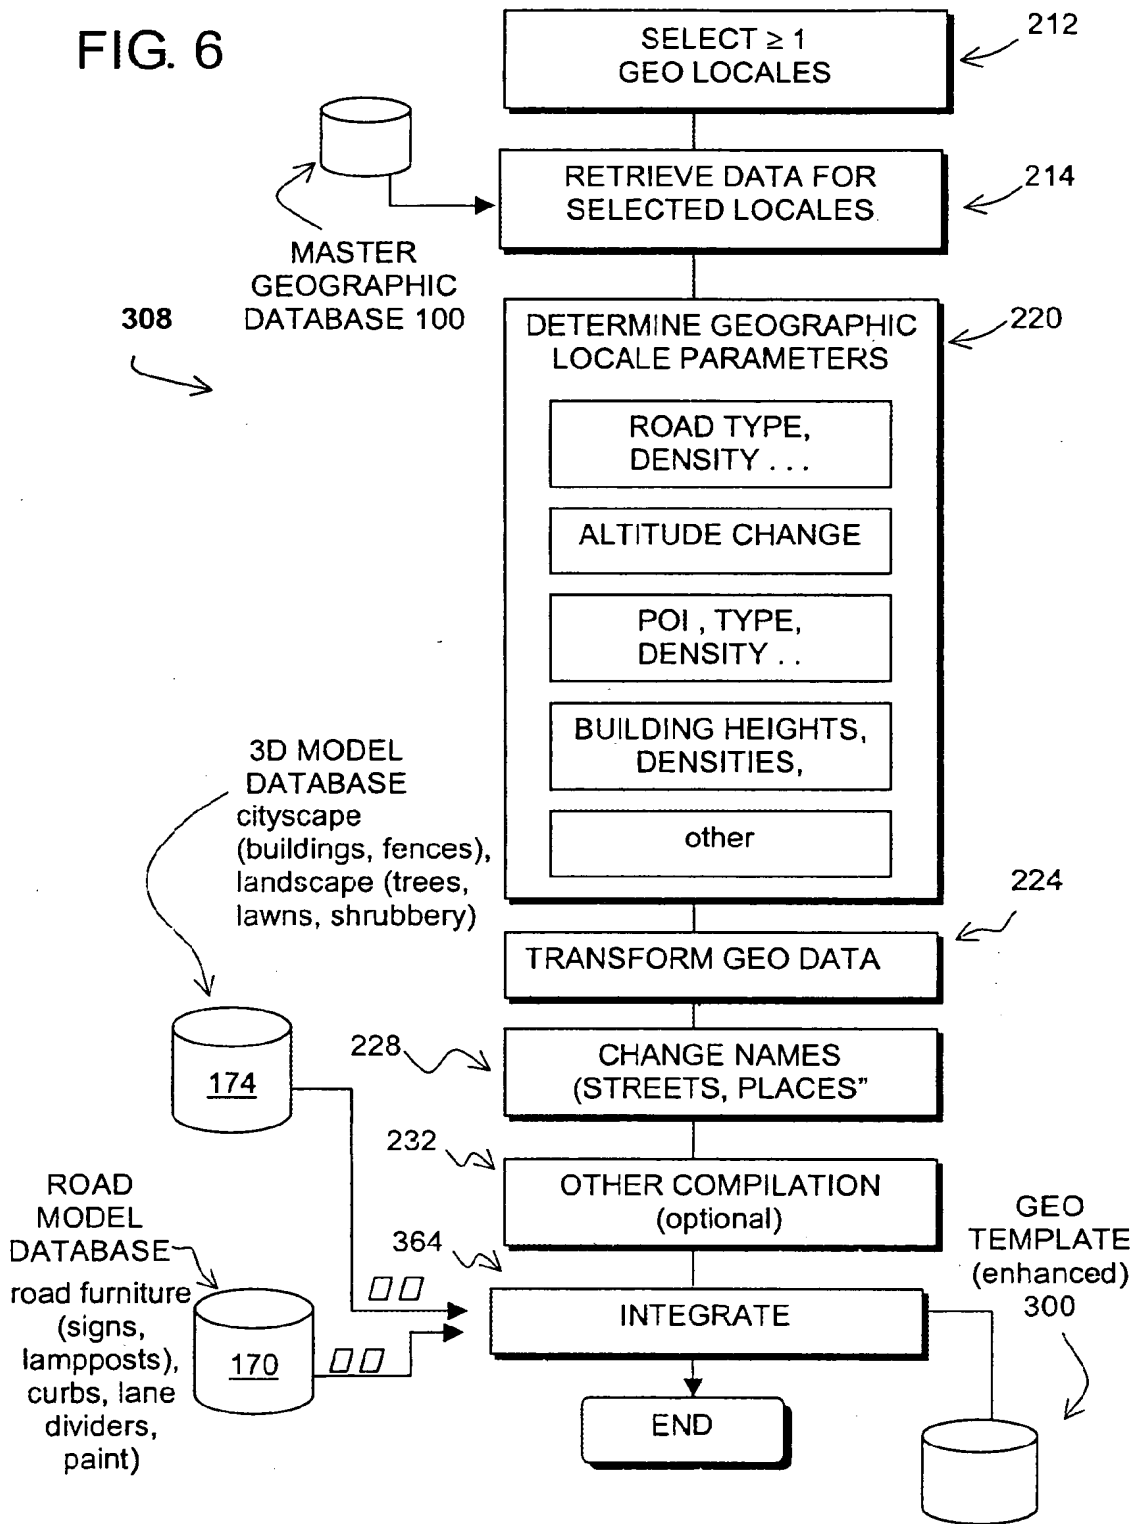 FIG. 6
SELECT ≥ 1
GEO LOCALES
212
RETRIEVE DATA FOR
SELECTED LOCALES
214
MASTER
GEOGRAPHIC
DATABASE 100
308
DETERMINE GEOGRAPHIC
LOCALE PARAMETERS
220
ROAD TYPE,
DENSITY . . .
ALTITUDE CHANGE
POI , TYPE,
DENSITY . .
BUILDING HEIGHTS,
DENSITIES,
other
3D MODEL
DATABASE
cityscape
(buildings, fences),
landscape (trees,
lawns, shrubbery)
224
TRANSFORM GEO DATA
174
228
CHANGE NAMES
(STREETS, PLACES”
232
OTHER COMPILATION
(optional)
ROAD
MODEL
DATABASE
road furniture
(signs,
lampposts),
curbs, lane
dividers,
paint)
170
364
INTEGRATE
GEO
TEMPLATE
(enhanced)
300
END